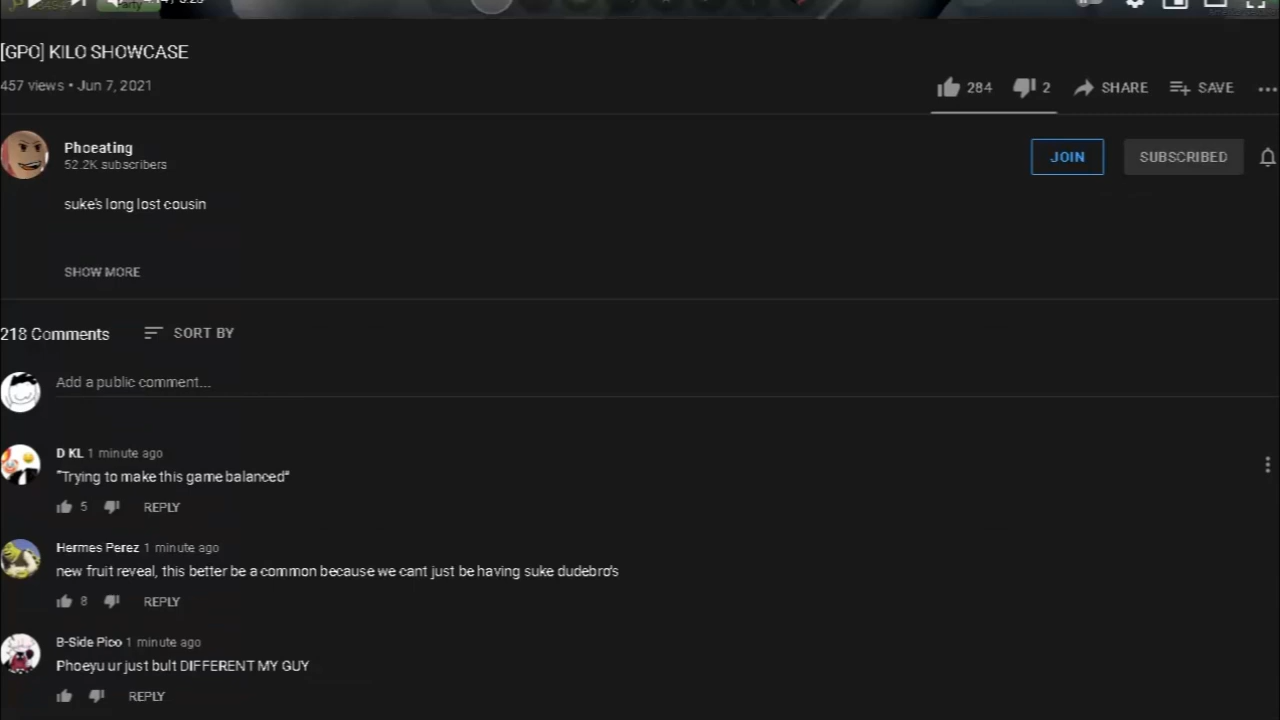 [GPO] KILO SHOWCASE
457 views • Jun 7, 2021
284 2 SHARE SAVE
Phoeating
52.2K subscribers
JOIN SUBSCRIBED
suke's long lost cousin
SHOW MORE
218 Comments SORT BY
Add a public comment...
D KL 1 minute ago
"Trying to make this game balanced"
5 REPLY
Hermes Perez 1 minute ago
new fruit reveal, this better be a common because we cant just be having suke dudebro's
8 REPLY
B-Side Pico 1 minute ago
Phoeyu ur just bult DIFFERENT MY GUY
REPLY